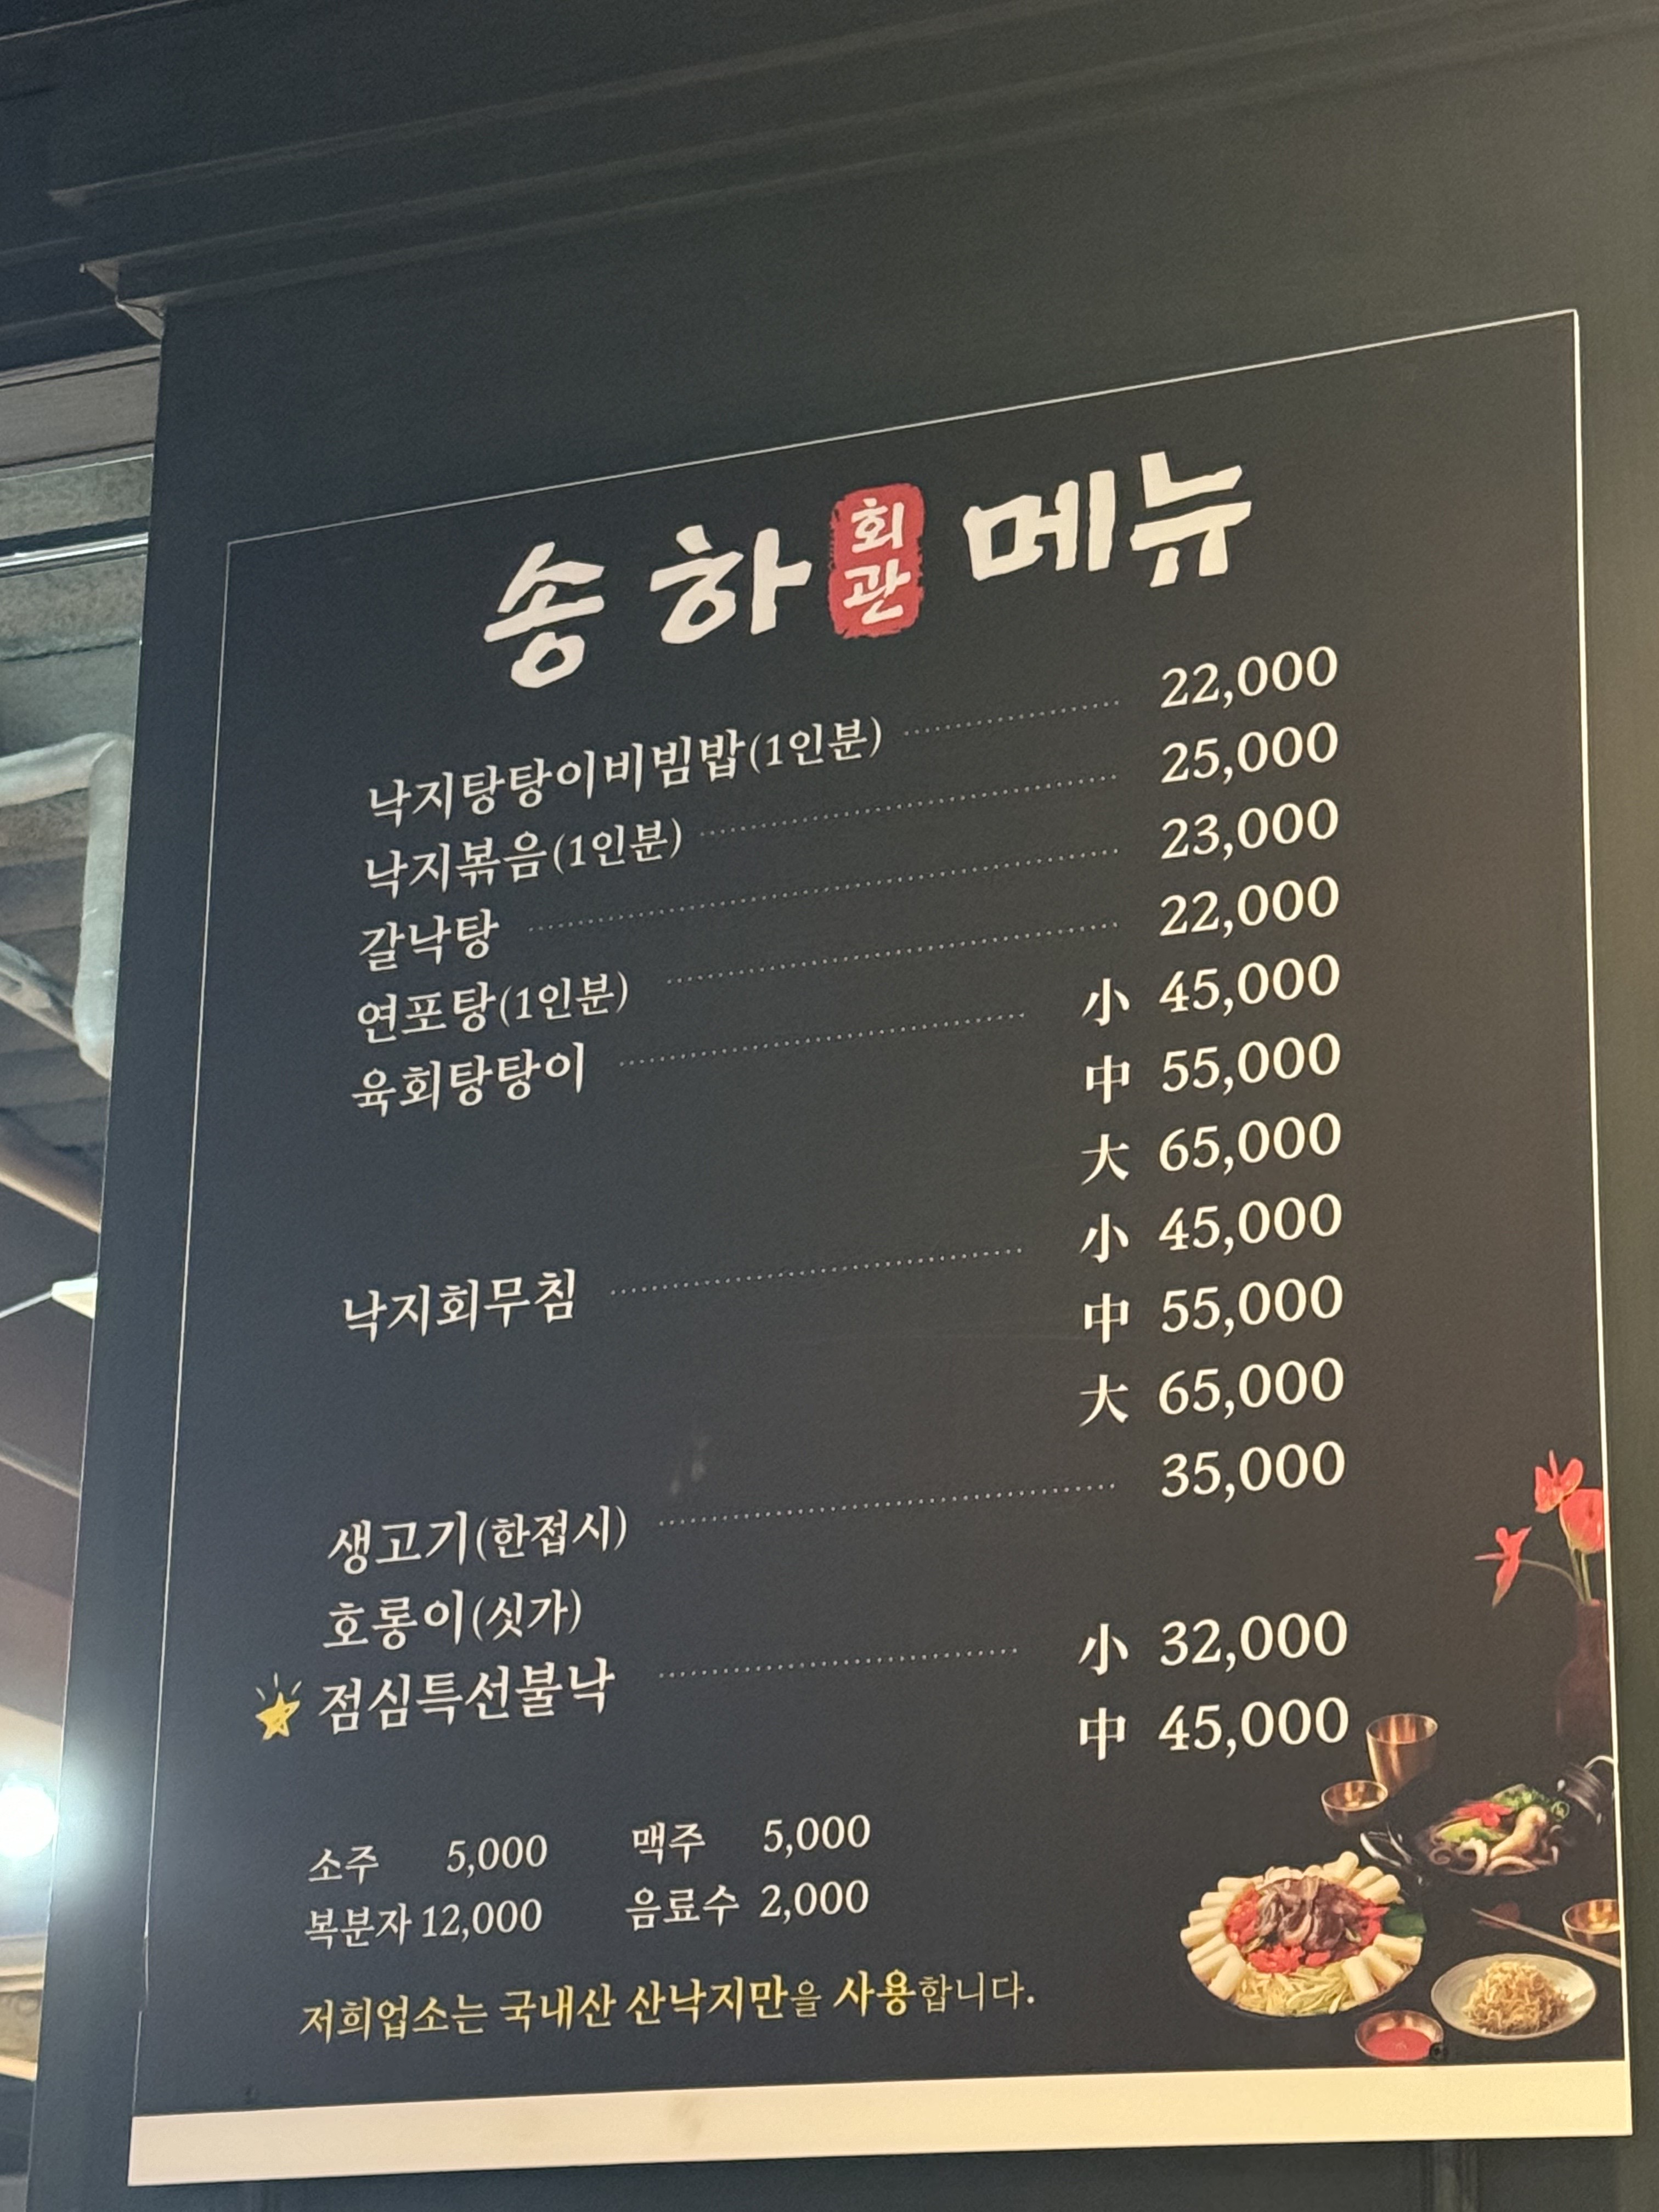 송하회관 메뉴
낙지탕탕이비빔밥(1인분) 22,000
낙지볶음(1인분) 25,000
갈낙탕 23,000
연포탕(1인분) 22,000
육회탕탕이 小 45,000
中 55,000
大 65,000
낙지회무침 小 45,000
中 55,000
大 65,000
생고기(한접시) 35,000
호롱이(싯가)
점심특선불낙 小 32,000
中 45,000
소주 5,000 맥주 5,000
복분자 12,000 음료수 2,000
저희업소는 국내산 산낙지만을 사용합니다.